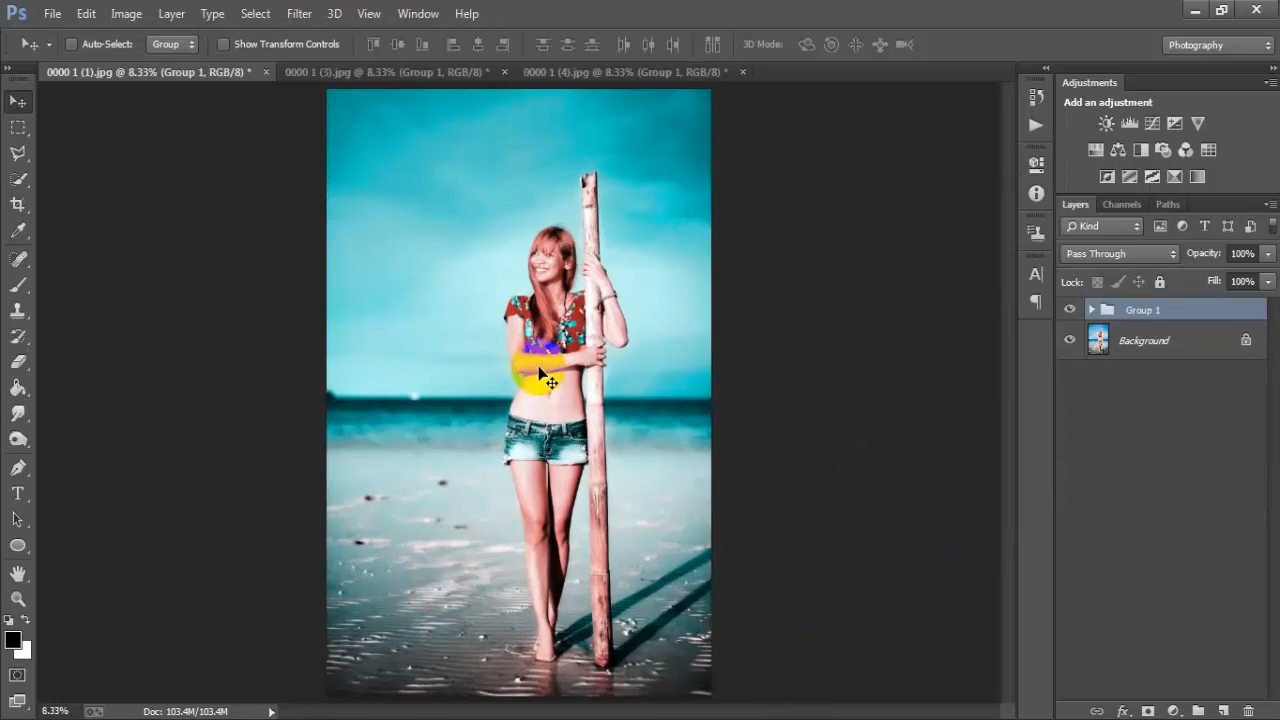 Ps File Edit Image Layer Type Select Filter 3D View Window Help
Auto-Select: Group Show Transform Controls 3D Mode: Photography
0000 1 (1).jpg @ 8.33% (Group 1, RGB/8) * × 0000 1 (3).jpg @ 8.33% (Group 1, RGB/8) * × 0000 1 (4).jpg @ 8.33% (Group 1, RGB/8) * ×
Adjustments
Add an adjustment
Layers Channels Paths
Kind
Pass Through Opacity: 100%
Lock: Fill: 100%
Group 1
Background
8.33% Doc: 103.4M/103.4M